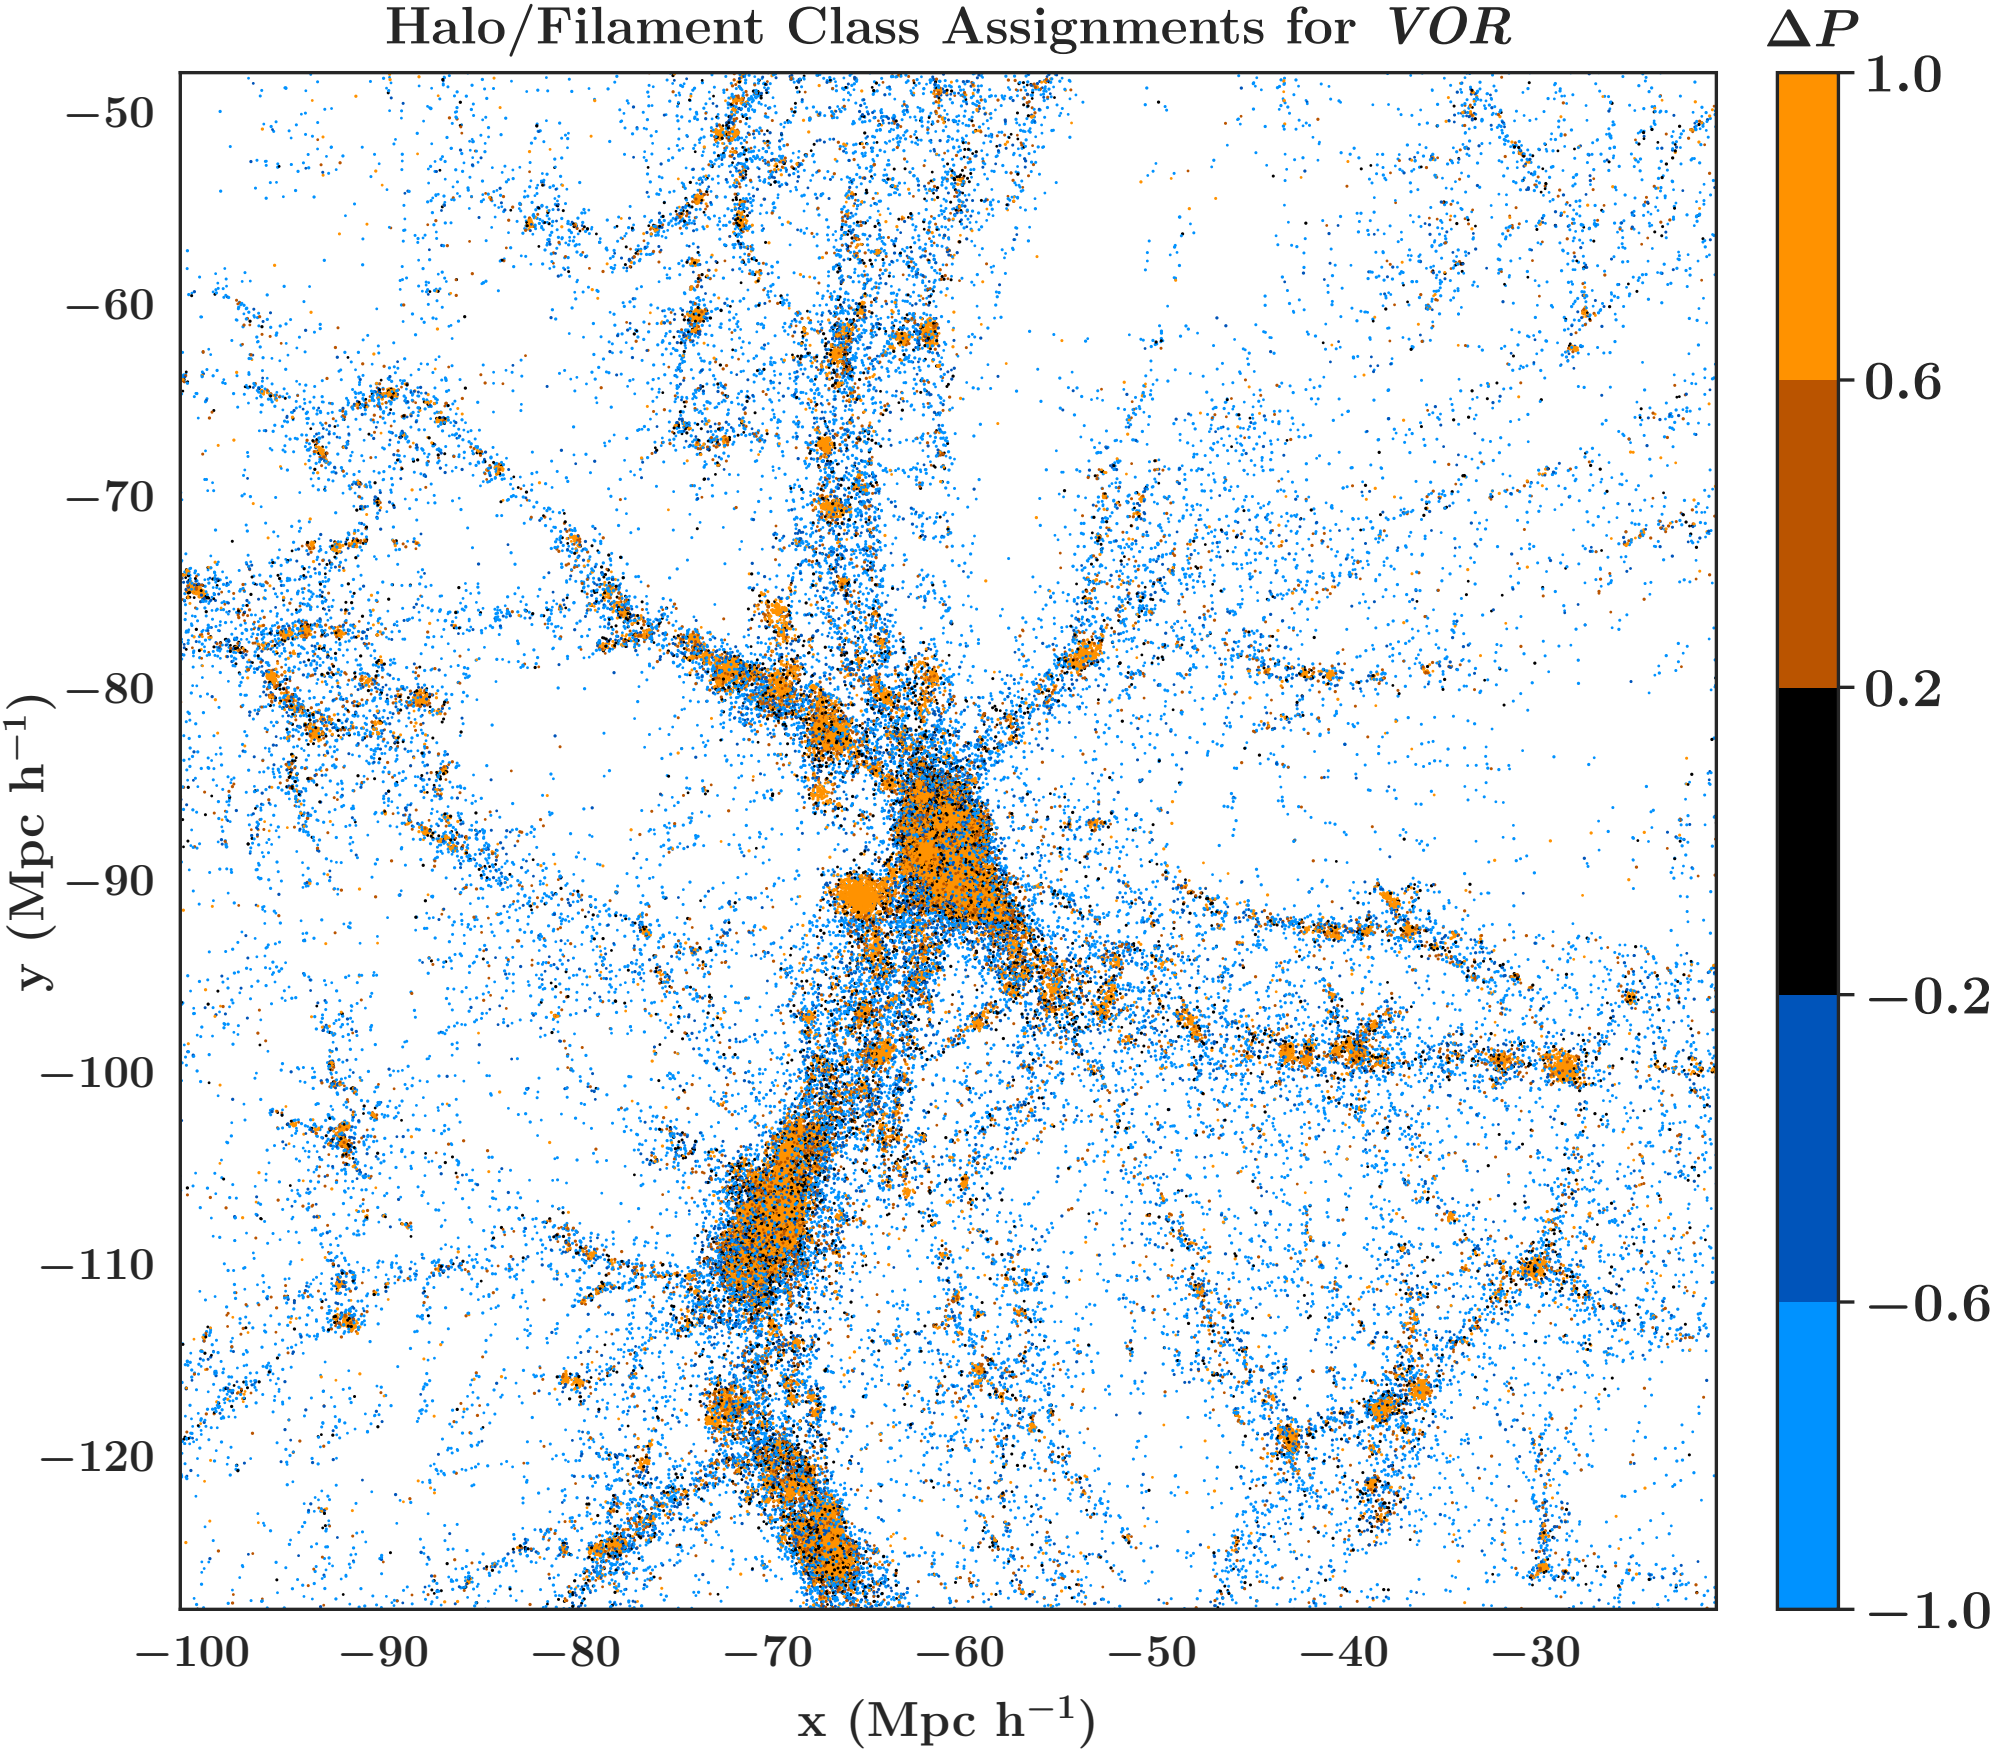 Halo/Filament Class Assignments for VOR
ΔP
1.0
0.6
0.2
−0.2
−0.6
−1.0
y (Mpc h⁻¹)
−50
−60
−70
−80
−90
−100
−110
−120
−100 −90 −80 −70 −60 −50 −40 −30
x (Mpc h⁻¹)